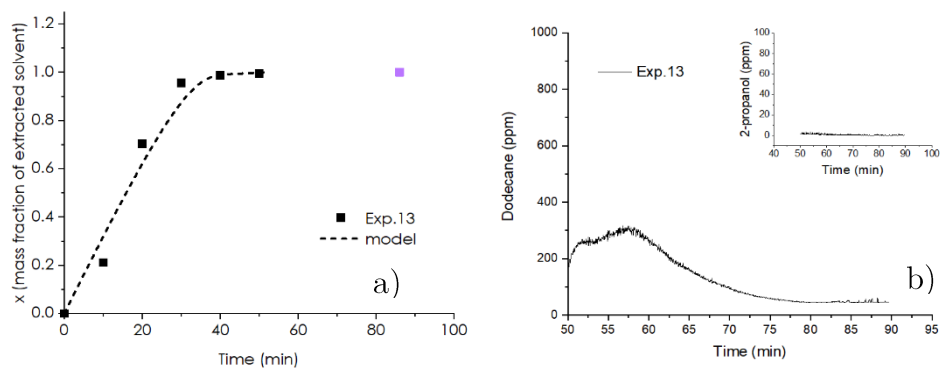 x (mass fraction of extracted solvent)
1.2
1.0
0.8
0.6
0.4
0.2
0.0
0 20 40 60 80 100
Time (min)
Exp.13
model
a)
Dodecane (ppm)
1000
800
600
400
200
0
50 55 60 65 70 75 80 85 90 95
Time (min)
Exp.13
b)
2-propanol (ppm)
100
80
60
40
20
0
40 50 60 70 80 90 100
Time (min)